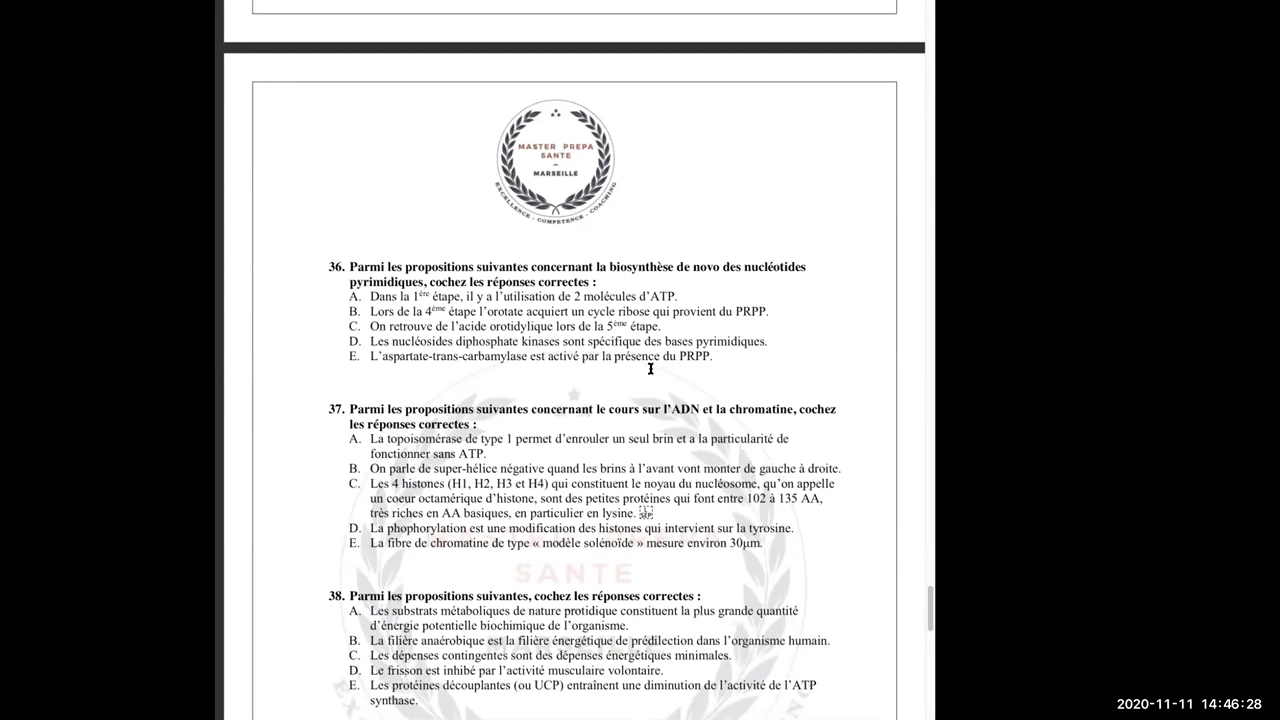 MASTER PREPA
SANTE
–
MARSEILLE
EXCELLENCE - COMPETENCE - COACHING
36. Parmi les propositions suivantes concernant la biosynthèse de novo des nucléotides
pyrimidiques, cochez les réponses correctes :
A. Dans la 1ère étape, il y a l’utilisation de 2 molécules d’ATP.
B. Lors de la 4ème étape l’orotate acquiert un cycle ribose qui provient du PRPP.
C. On retrouve de l’acide orotidylique lors de la 5ème étape.
D. Les nucléosides diphosphate kinases sont spécifique des bases pyrimidiques.
E. L’aspartate-trans-carbamylase est activé par la présence du PRPP.
37. Parmi les propositions suivantes concernant le cours sur l’ADN et la chromatine, cochez
les réponses correctes :
A. La topoisomérase de type 1 permet d’enrouler un seul brin et a la particularité de
fonctionner sans ATP.
B. On parle de super-hélice négative quand les brins à l’avant vont monter de gauche à droite.
C. Les 4 histones (H1, H2, H3 et H4) qui constituent le noyau du nucléosome, qu’on appelle
un coeur octamérique d’histone, sont des petites protéines qui font entre 102 à 135 AA,
très riches en AA basiques, en particulier en lysine.
D. La phophorylation est une modification des histones qui intervient sur la tyrosine.
E. La fibre de chromatine de type « modèle solénoïde » mesure environ 30µm.
SANTE
38. Parmi les propositions suivantes, cochez les réponses correctes :
A. Les substrats métaboliques de nature protidique constituent la plus grande quantité
d’énergie potentielle biochimique de l’organisme.
B. La filière anaérobique est la filière énergétique de prédilection dans l’organisme humain.
C. Les dépenses contingentes sont des dépenses énergétiques minimales.
D. Le frisson est inhibé par l’activité musculaire volontaire.
E. Les protéines découplantes (ou UCP) entraînent une diminution de l’activité de l’ATP
synthase.
2020-11-11 14:46:28